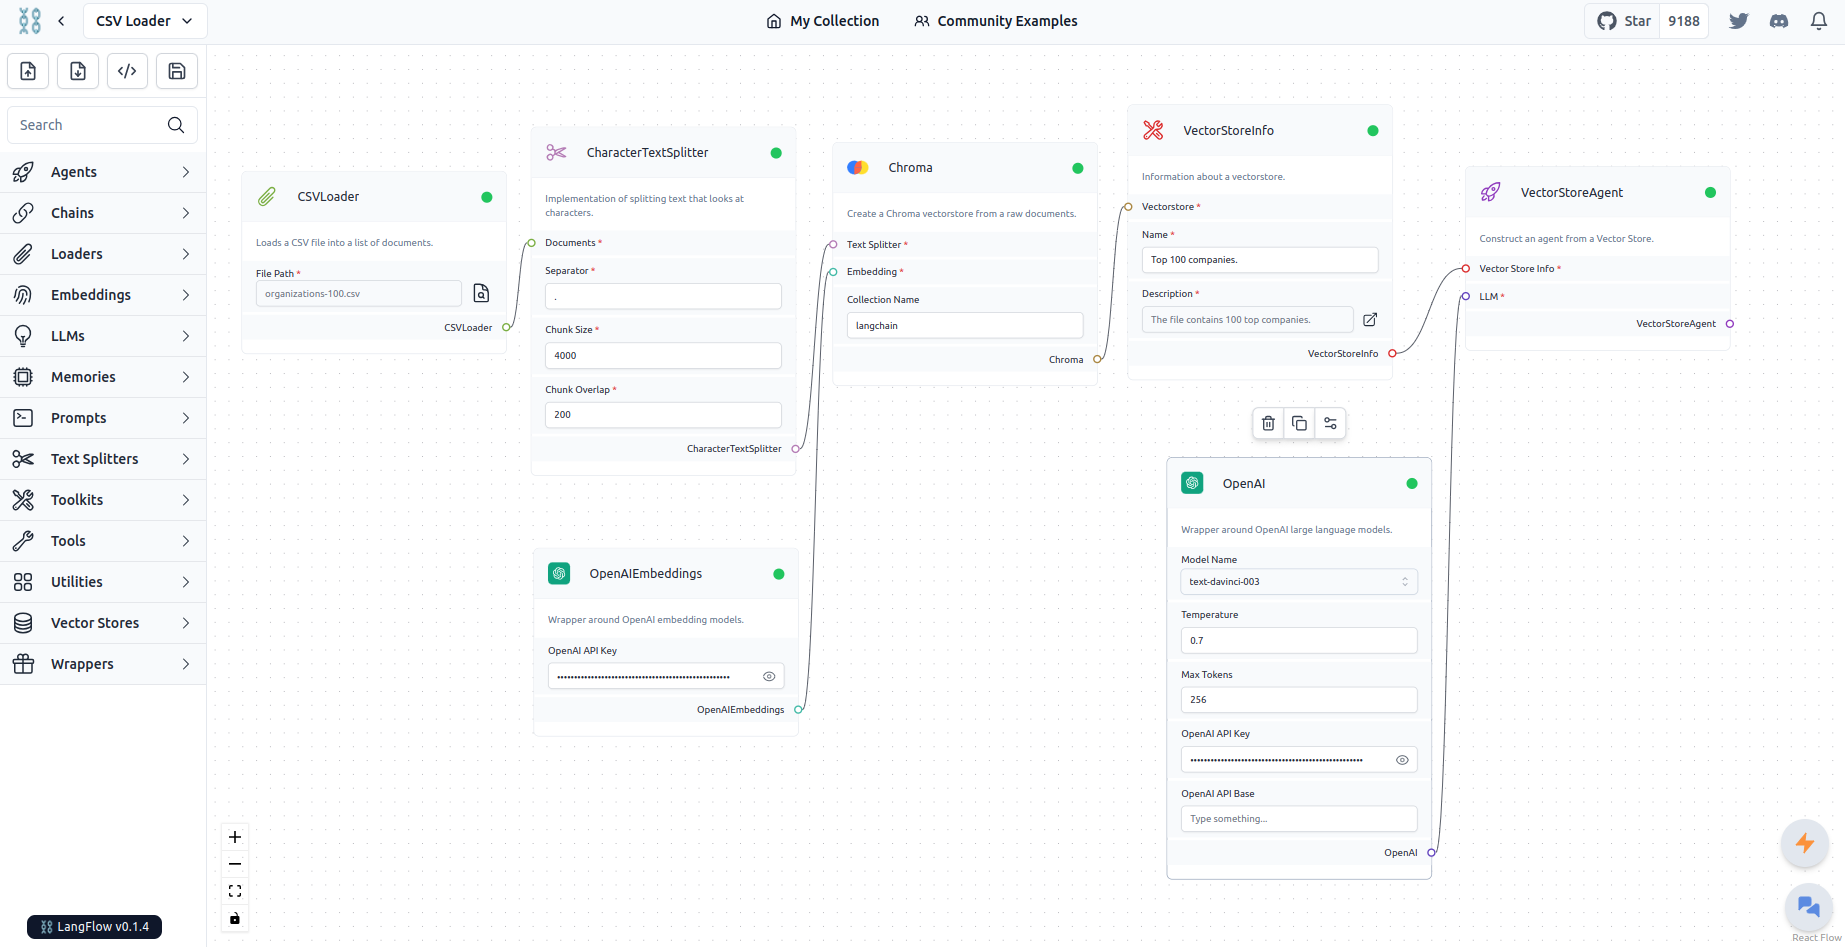 CSV Loader
My Collection
Community Examples
Star
9188
Search
Agents
Chains
Loaders
Embeddings
LLMs
Memories
Prompts
Text Splitters
Toolkits
Tools
Utilities
Vector Stores
Wrappers
LangFlow v0.1.4
CSVLoader
Loads a CSV file into a list of documents.
File Path *
organizations-100.csv
CSVLoader
CharacterTextSplitter
Implementation of splitting text that looks at
characters.
Documents *
Separator *
.
Chunk Size *
4000
Chunk Overlap *
200
CharacterTextSplitter
OpenAIEmbeddings
Wrapper around OpenAI embedding models.
OpenAI API Key
OpenAIEmbeddings
Chroma
Create a Chroma vectorstore from a raw documents.
Text Splitter *
Embedding *
Collection Name
langchain
Chroma
VectorStoreInfo
Information about a vectorstore.
Vectorstore *
Name *
Top 100 companies.
Description *
The file contains 100 top companies.
VectorStoreInfo
OpenAI
Wrapper around OpenAI large language models.
Model Name
text-davinci-003
Temperature
0.7
Max Tokens
256
OpenAI API Key
OpenAI API Base
Type something...
OpenAI
VectorStoreAgent
Construct an agent from a Vector Store.
Vector Store Info *
LLM *
VectorStoreAgent
React Flow